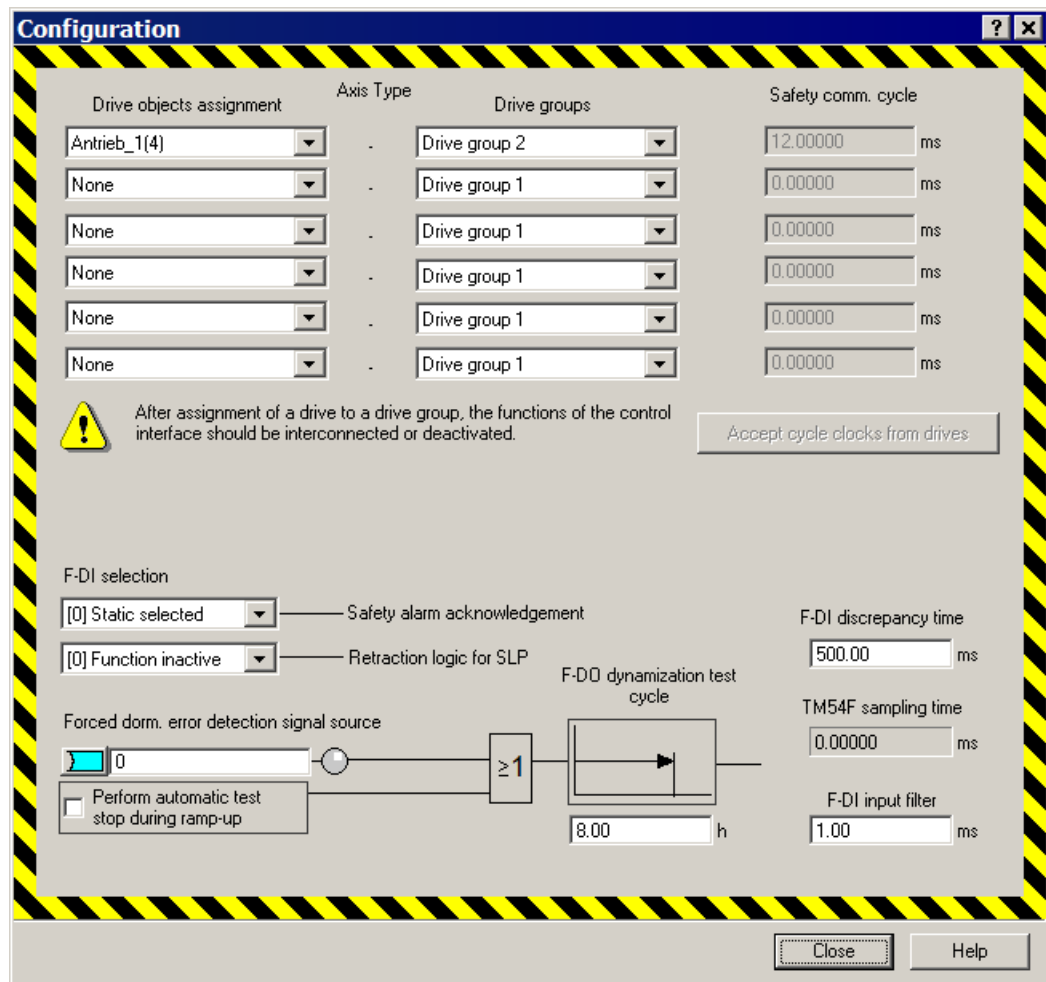 Configuration
Drive objects assignment
Axis Type
Drive groups
Safety comm. cycle
Antrieb_1(4)
-
Drive group 2
12.00000
ms
None
-
Drive group 1
0.00000
ms
None
-
Drive group 1
0.00000
ms
None
-
Drive group 1
0.00000
ms
None
-
Drive group 1
0.00000
ms
None
-
Drive group 1
0.00000
ms
After assignment of a drive to a drive group, the functions of the control
interface should be interconnected or deactivated.
Accept cycle clocks from drives
F-DI selection
[0] Static selected
Safety alarm acknowledgement
[0] Function inactive
Retraction logic for SLP
F-DI discrepancy time
500.00
ms
F-DO dynamization test
cycle
TM54F sampling time
0.00000
ms
Forced dorm. error detection signal source
0
≥1
Perform automatic test
stop during ramp-up
8.00
h
F-DI input filter
1.00
ms
Close
Help